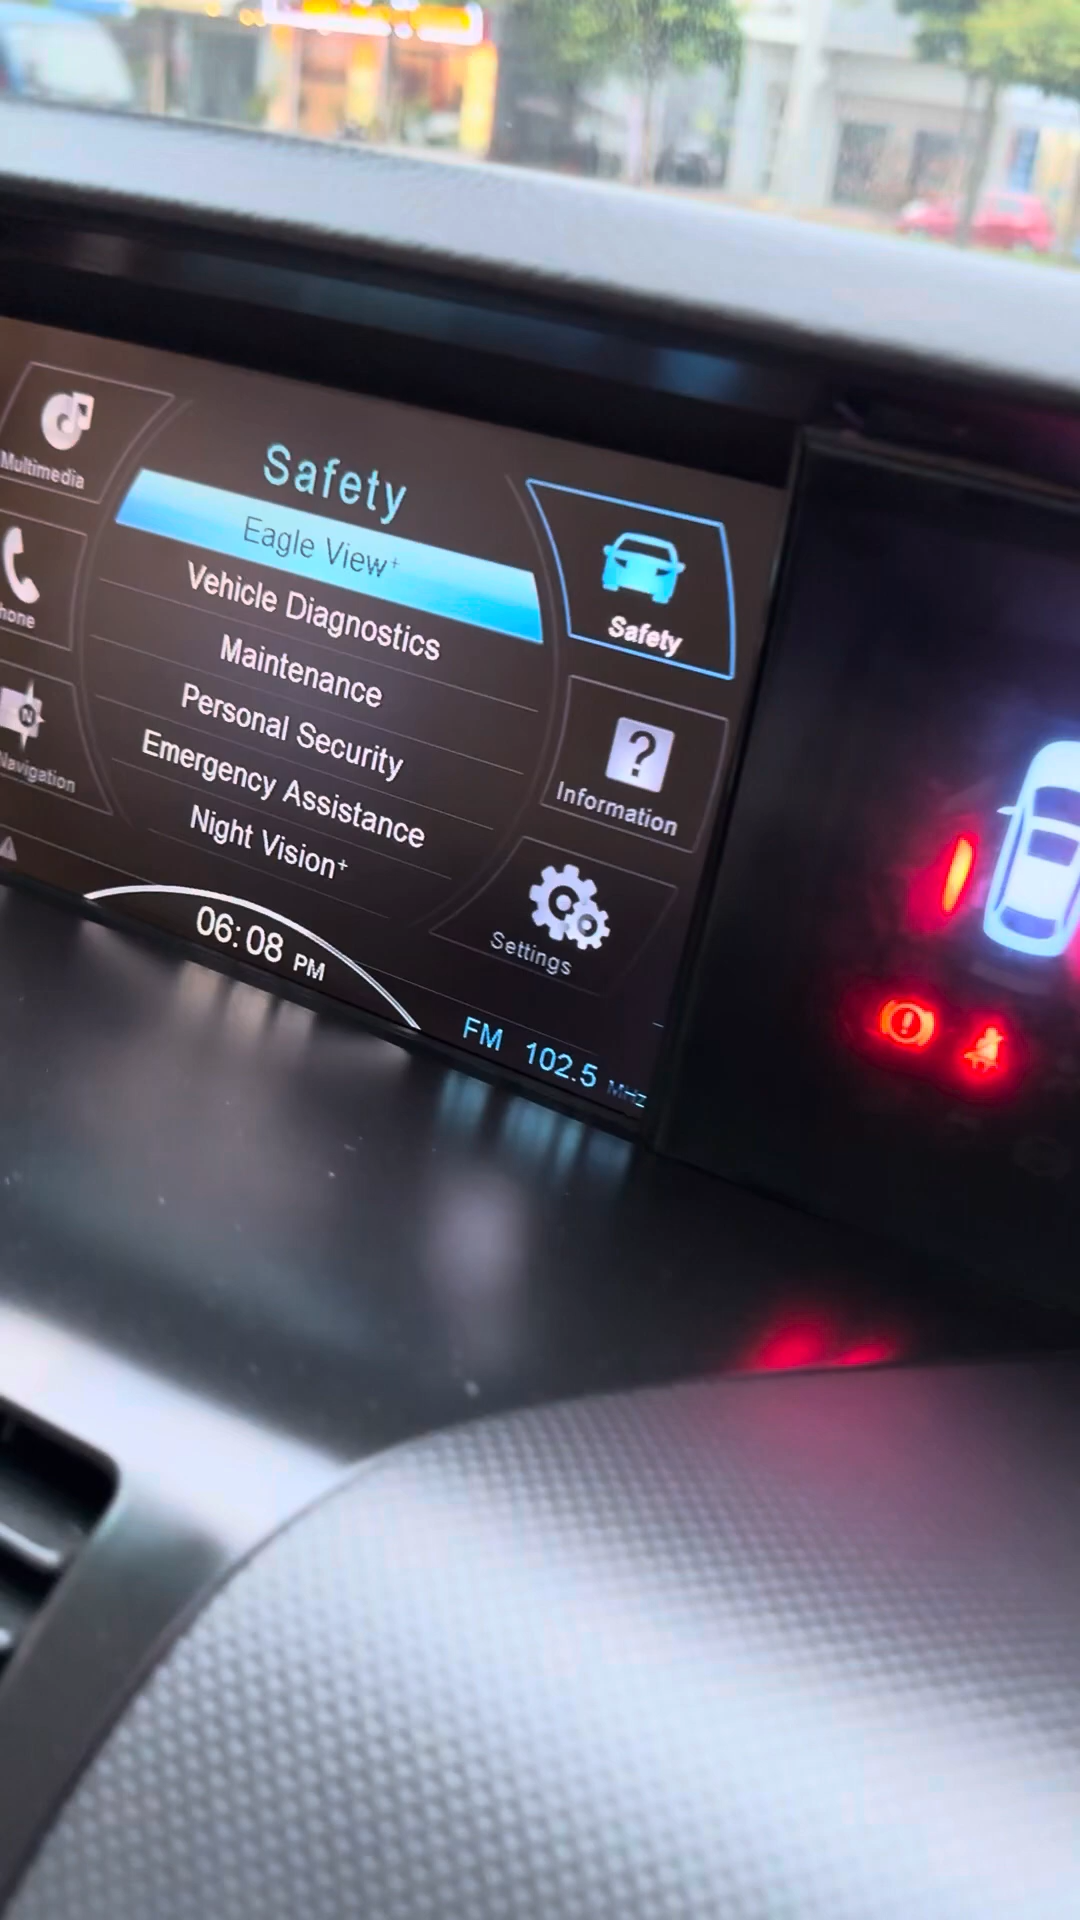 Multimedia
Safety
Eagle View⁺
Vehicle Diagnostics
Maintenance
Personal Security
Emergency Assistance
Night Vision⁺
Safety
Information
Navigation
Settings
06:08 PM
FM 102.5 MHz